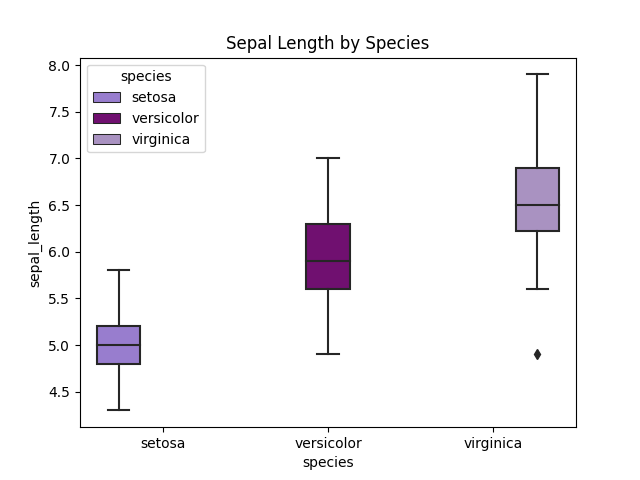 Sepal Length by Species
sepal_length
8.0
7.5
7.0
6.5
6.0
5.5
5.0
4.5
species
setosa
versicolor
virginica
setosa versicolor virginica
species